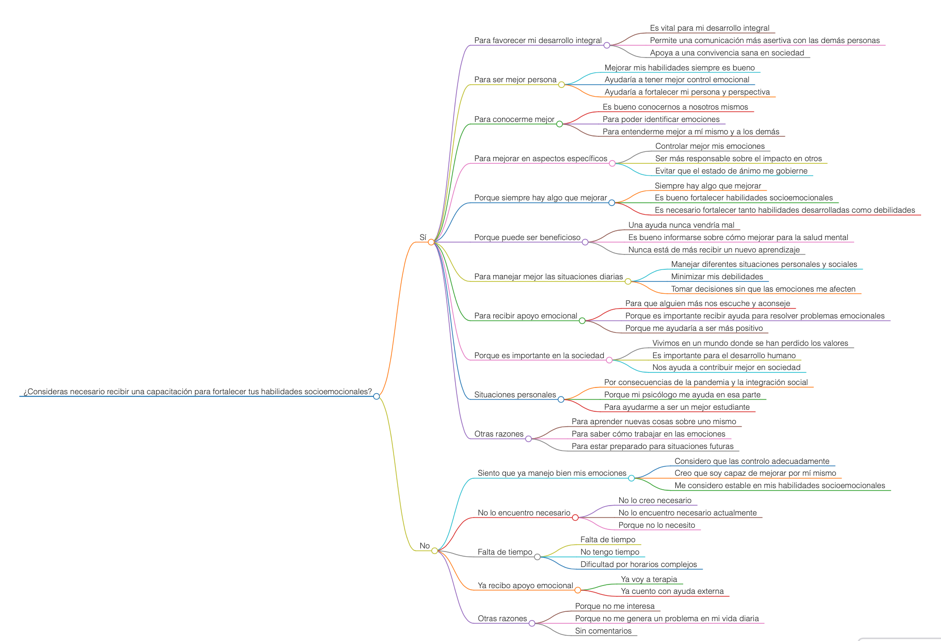 ¿Consideras necesario recibir una capacitación para fortalecer tus habilidades socioemocionales?
Sí
Para favorecer mi desarrollo integral
Es vital para mi desarrollo integral
Permite una comunicación más asertiva con las demás personas
Apoya a una convivencia sana en sociedad
Para ser mejor persona
Mejorar mis habilidades siempre es bueno
Ayudaría a tener mejor control emocional
Ayudaría a fortalecer mi persona y perspectiva
Para conocerme mejor
Es bueno conocernos a nosotros mismos
Para poder identificar emociones
Para entenderme mejor a mí mismo y a los demás
Para mejorar en aspectos específicos
Controlar mejor mis emociones
Ser más responsable sobre el impacto en otros
Evitar que el estado de ánimo me gobierne
Porque siempre hay algo que mejorar
Siempre hay algo que mejorar
Es bueno fortalecer habilidades socioemocionales
Es necesario fortalecer tanto habilidades desarrolladas como debilidades
Porque puede ser beneficioso
Una ayuda nunca vendría mal
Es bueno informarse sobre cómo mejorar para la salud mental
Nunca está de más recibir un nuevo aprendizaje
Para manejar mejor las situaciones diarias
Manejar diferentes situaciones personales y sociales
Minimizar mis debilidades
Tomar decisiones sin que las emociones me afecten
Para recibir apoyo emocional
Para que alguien más nos escuche y aconseje
Porque es importante recibir ayuda para resolver problemas emocionales
Porque me ayudaría a ser más positivo
Porque es importante en la sociedad
Vivimos en un mundo donde se han perdido los valores
Es importante para el desarrollo humano
Nos ayuda a contribuir mejor en sociedad
Situaciones personales
Por consecuencias de la pandemia y la integración social
Porque mi psicólogo me ayuda en esa parte
Para ayudarme a ser un mejor estudiante
Otras razones
Para aprender nuevas cosas sobre uno mismo
Para saber cómo trabajar en las emociones
Para estar preparado para situaciones futuras
No
Siento que ya manejo bien mis emociones
Considero que las controlo adecuadamente
Creo que soy capaz de mejorar por mí mismo
Me considero estable en mis habilidades socioemocionales
No lo encuentro necesario
No lo creo necesario
No lo encuentro necesario actualmente
Porque no lo necesito
Falta de tiempo
Falta de tiempo
No tengo tiempo
Dificultad por horarios complejos
Ya recibo apoyo emocional
Ya voy a terapia
Ya cuento con ayuda externa
Otras razones
Porque no me interesa
Porque no me genera un problema en mi vida diaria
Sin comentarios